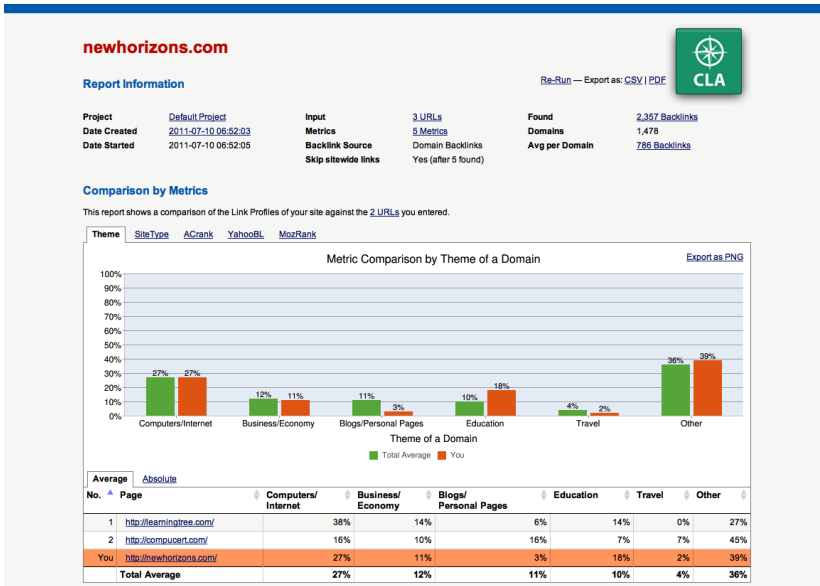 newhorizons.com
CLA
Report Information
Re-Run — Export as: CSV | PDF
Project Default Project Input 3 URLs Found 2,357 Backlinks
Date Created 2011-07-10 06:52:03 Metrics 5 Metrics Domains 1,478
Date Started 2011-07-10 06:52:05 Backlink Source Domain Backlinks Avg per Domain 786 Backlinks
Skip sitewide links Yes (after 5 found)
Comparison by Metrics
This report shows a comparison of the Link Profiles of your site against the 2 URLs you entered.
Theme SiteType ACrank YahooBL MozRank
Metric Comparison by Theme of a Domain
Export as PNG
100%
90%
80%
70%
60%
50%
40%
30%
20%
10%
0%
27% 27% 12% 11% 11% 3% 10% 18% 4% 2% 36% 39%
Computers/Internet Business/Economy Blogs/Personal Pages Education Travel Other
Theme of a Domain
Total Average You
Average Absolute
No. Page Computers/ Internet Business/ Economy Blogs/ Personal Pages Education Travel Other
1 http://learningtree.com/ 38% 14% 6% 14% 0% 27%
2 http://compucert.com/ 16% 10% 16% 7% 7% 45%
You http://newhorizons.com/ 27% 11% 3% 18% 2% 39%
Total Average 27% 12% 11% 10% 4% 36%